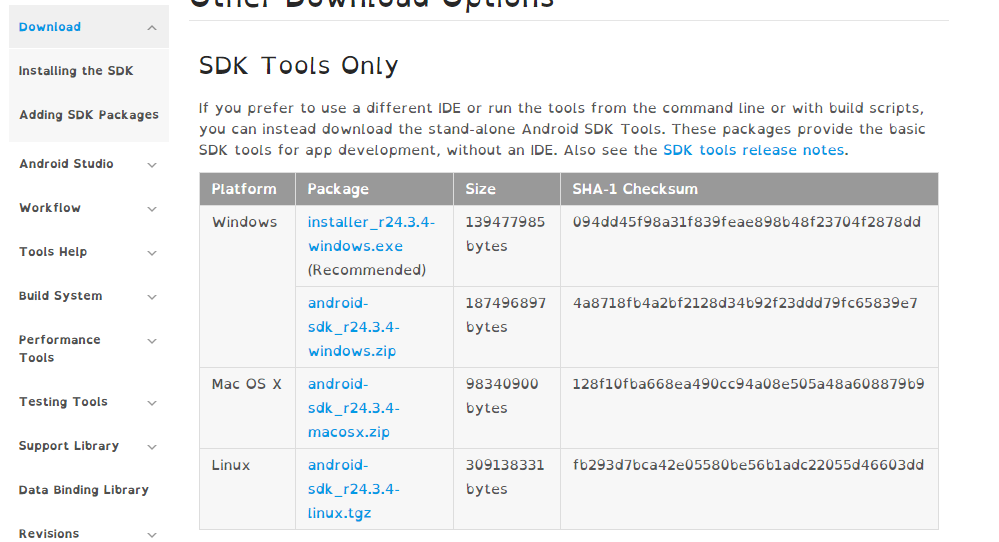 Other Download Options
Download
Installing the SDK
Adding SDK Packages
Android Studio
Workflow
Tools Help
Build System
Performance
Tools
Testing Tools
Support Library
Data Binding Library
Revisions
SDK Tools Only
If you prefer to use a different IDE or run the tools from the command line or with build scripts,
you can instead download the stand-alone Android SDK Tools. These packages provide the basic
SDK tools for app development, without an IDE. Also see the SDK tools release notes.
Platform Package Size SHA-1 Checksum
Windows installer_r24.3.4- 139477985 094dd45f98a31f839feae898b48f23704f2878dd
windows.exe bytes
(Recommended)
android- 187496897 4a8718fb4a2bf2128d34b92f23ddd79fc65839e7
sdk_r24.3.4- bytes
windows.zip
Mac OS X android- 98340900 128f10fba668ea490cc94a08e505a48a608879b9
sdk_r24.3.4- bytes
macosx.zip
Linux android- 309138331 fb293d7bca42e05580be56b1adc22055d46603dd
sdk_r24.3.4- bytes
linux.tgz